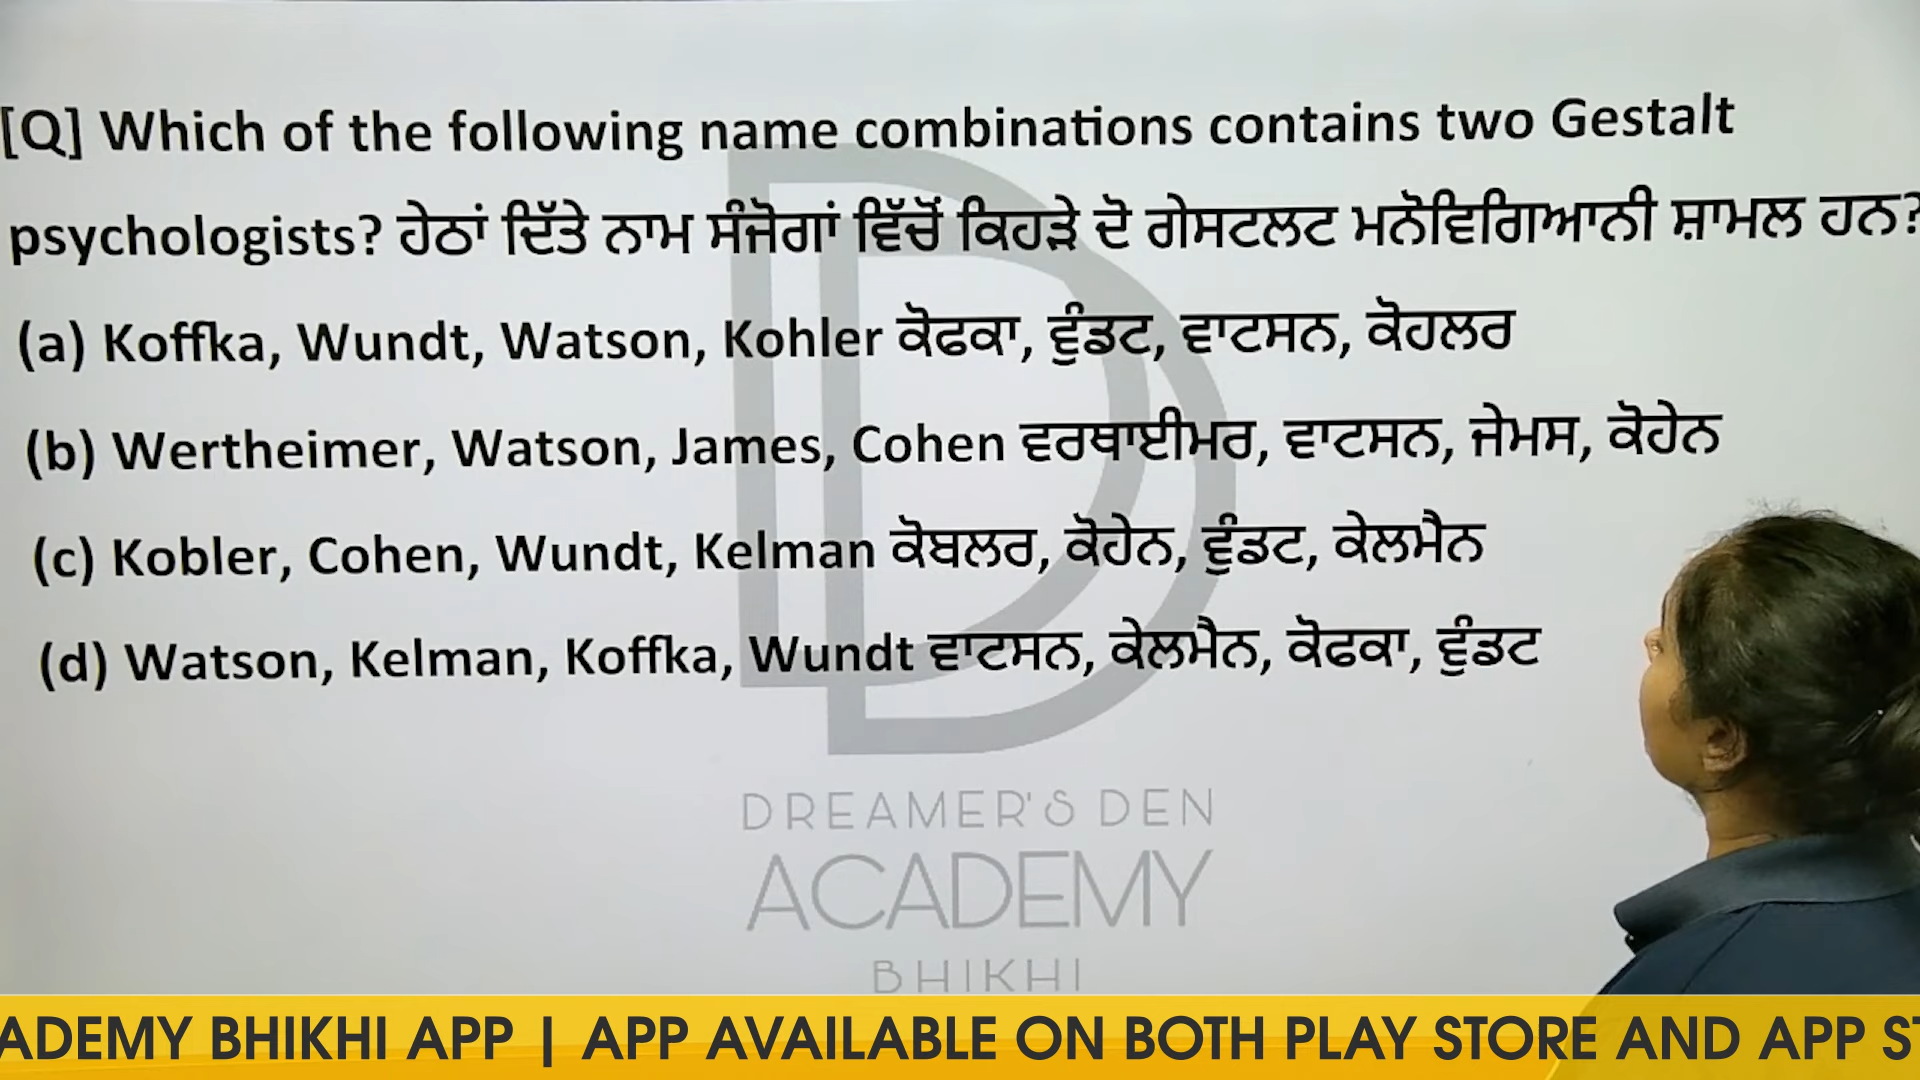 [Q] Which of the following name combinations contains two Gestalt
psychologists? ਹੇਠਾਂ ਦਿੱਤੇ ਨਾਮ ਸੰਜੋਗਾਂ ਵਿੱਚੋਂ ਕਿਹੜੇ ਦੋ ਗੇਸਟਲਟ ਮਨੋਵਿਗਿਆਨੀ ਸ਼ਾਮਲ ਹਨ?
(a) Koffka, Wundt, Watson, Kohler ਕੋਫਕਾ, ਵੁੰਡਟ, ਵਾਟਸਨ, ਕੋਹਲਰ
(b) Wertheimer, Watson, James, Cohen ਵਰਥਾਈਮਰ, ਵਾਟਸਨ, ਜੇਮਸ, ਕੋਹੇਨ
(c) Kobler, Cohen, Wundt, Kelman ਕੋਬਲਰ, ਕੋਹੇਨ, ਵੁੰਡਟ, ਕੇਲਮੈਨ
(d) Watson, Kelman, Koffka, Wundt ਵਾਟਸਨ, ਕੇਲਮੈਨ, ਕੋਫਕਾ, ਵੁੰਡਟ
DREAMER'S DEN
ACADEMY
BHIKHI
ADEMY BHIKHI APP | APP AVAILABLE ON BOTH PLAY STORE AND APP ST